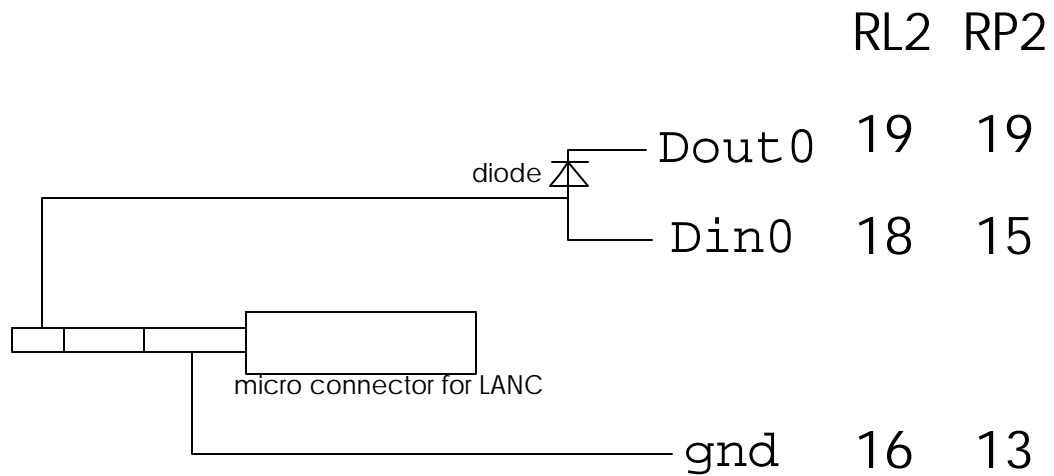 RL2 RP2
Dout0 19 19
diode
Din0 18 15
micro connector for LANC
gnd 16 13